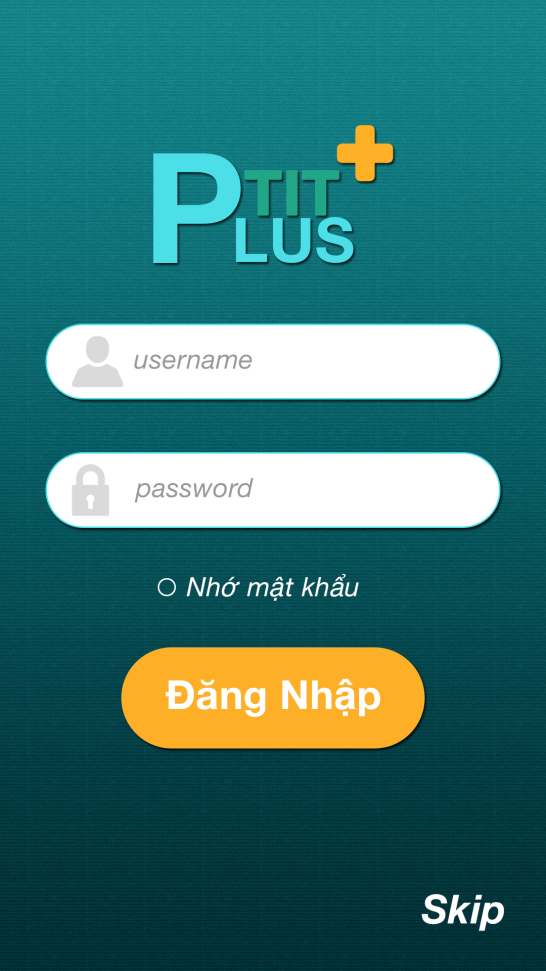 PTIT+
PLUS
username
password
Nhớ mật khẩu
Đăng Nhập
Skip